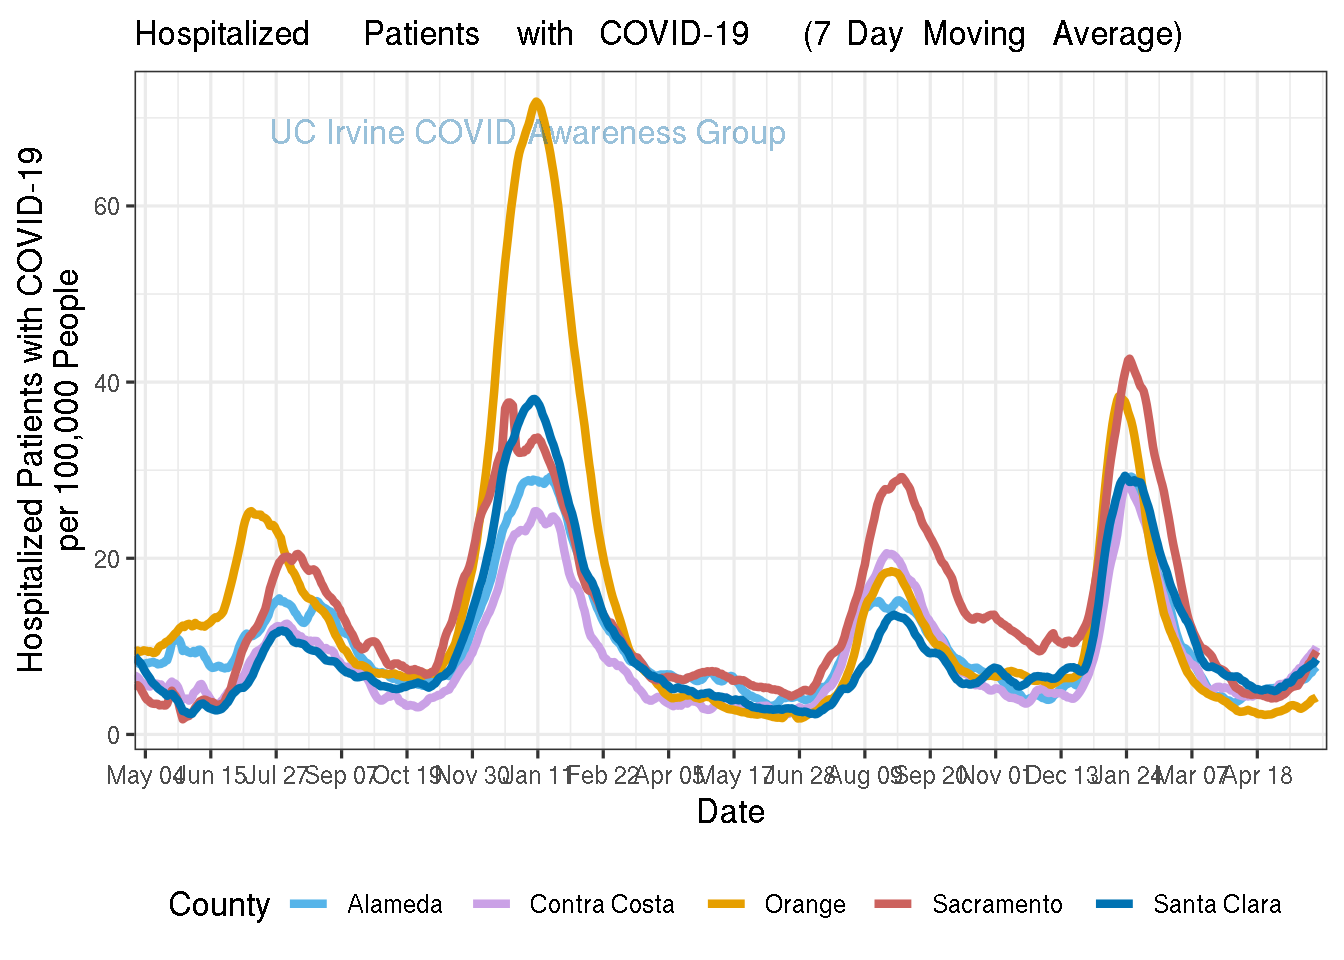 Hospitalized Patients with COVID-19 (7 Day Moving Average)
UC Irvine COVID Awareness Group
Hospitalized Patients with COVID-19
per 100,000 People
60
40
20
0
May 04 Jun 15 Jul 27 Sep 07 Oct 19 Nov 30 Jan 11 Feb 22 Apr 05 May 17 Jun 28 Aug 09 Sep 20 Nov 01 Dec 13 Jan 24 Mar 07 Apr 18
Date
County Alameda Contra Costa Orange Sacramento Santa Clara